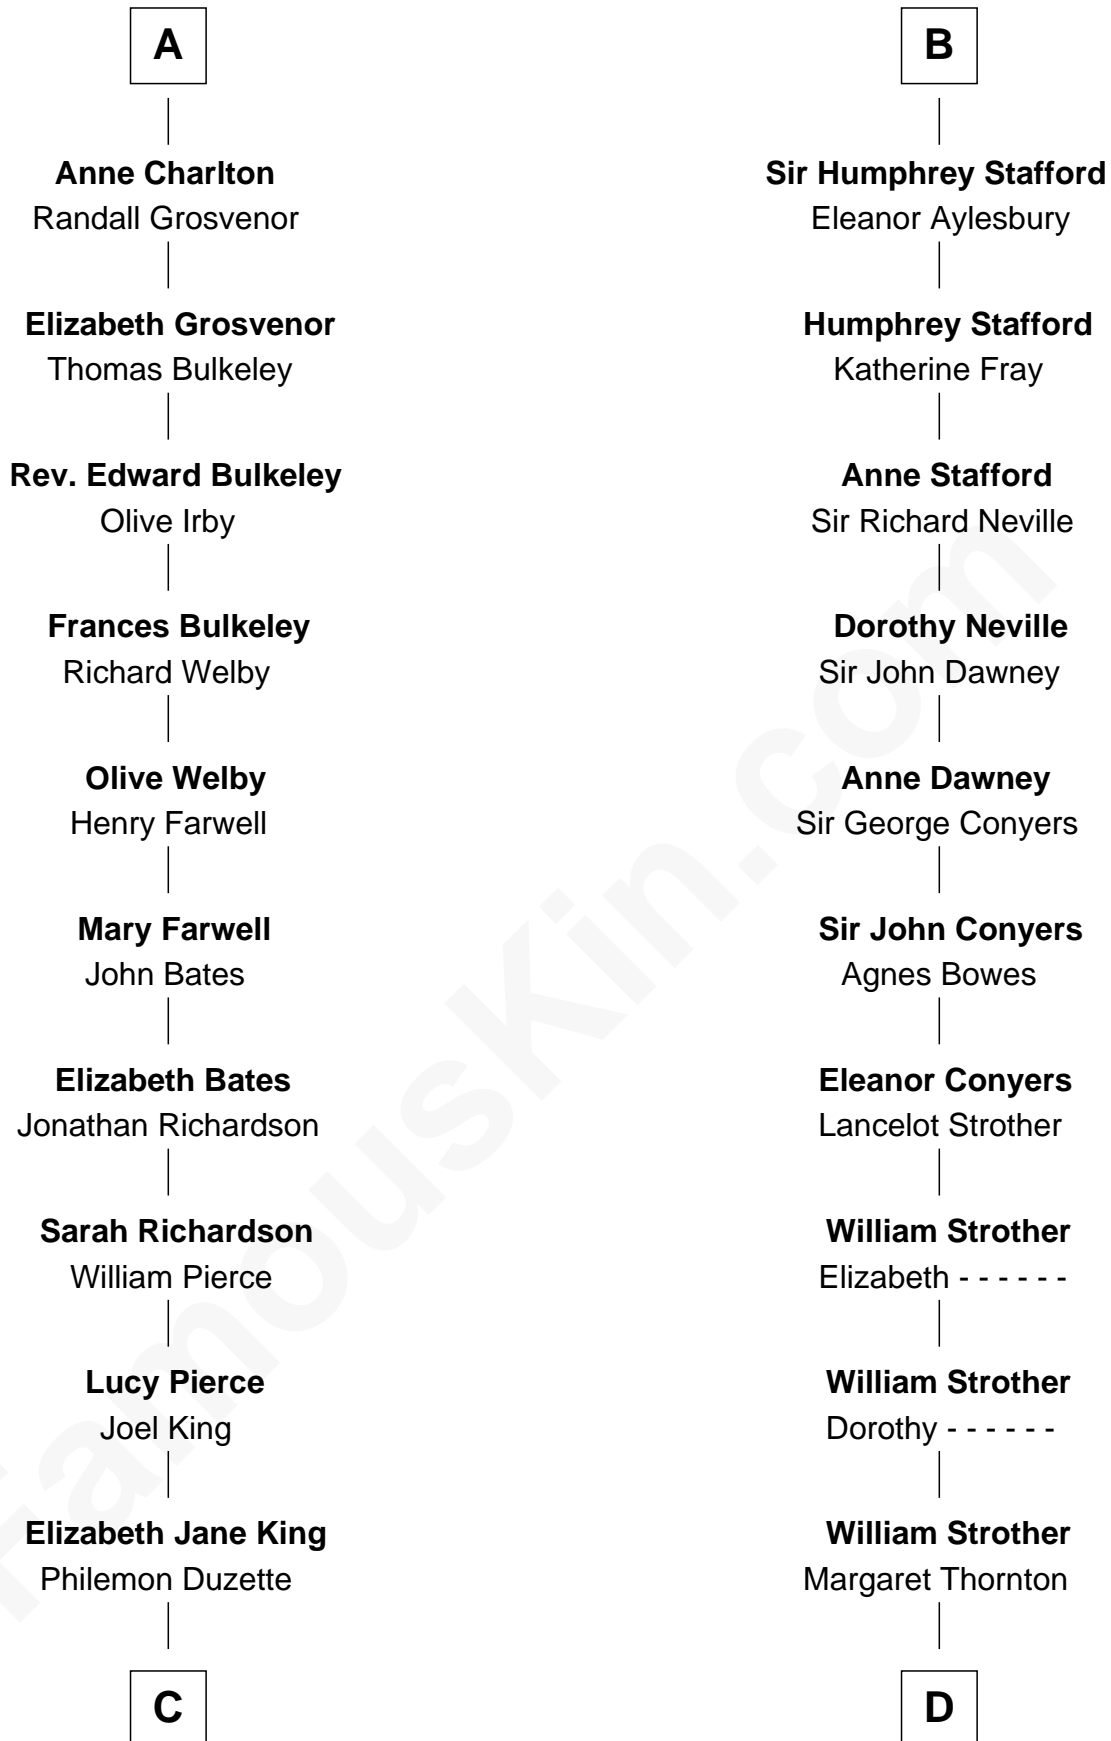 A
Anne Charlton
Randall Grosvenor
Elizabeth Grosvenor
Thomas Bulkeley
Rev. Edward Bulkeley
Olive Irby
Frances Bulkeley
Richard Welby
Olive Welby
Henry Farwell
Mary Farwell
John Bates
Elizabeth Bates
Jonathan Richardson
Sarah Richardson
William Pierce
Lucy Pierce
Joel King
Elizabeth Jane King
Philemon Duzette
C
B
Sir Humphrey Stafford
Eleanor Aylesbury
Humphrey Stafford
Katherine Fray
Anne Stafford
Sir Richard Neville
Dorothy Neville
Sir John Dawney
Anne Dawney
Sir George Conyers
Sir John Conyers
Agnes Bowes
Eleanor Conyers
Lancelot Strother
William Strother
Elizabeth - - - - - -
William Strother
Dorothy - - - - - -
William Strother
Margaret Thornton
D
FamousKin.com